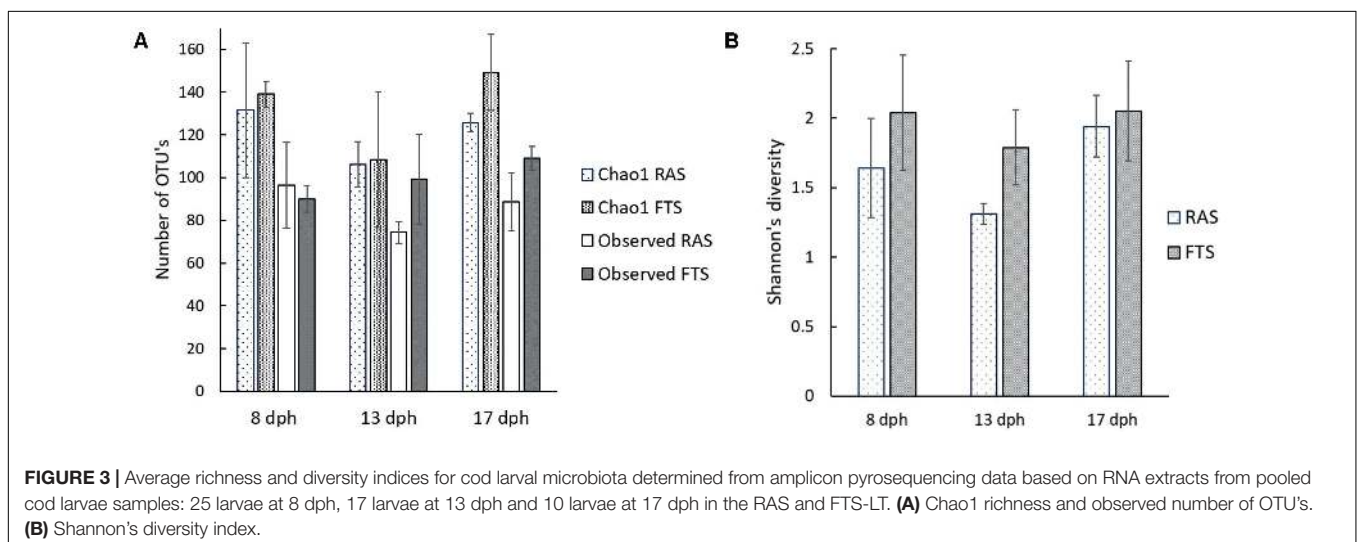 A
160
140
120
100
80
60
40
20
0
Number of OTU's
8 dph
13 dph
17 dph
Chao1 RAS
Chao1 FTS
Observed RAS
Observed FTS
B
2.5
2
1.5
1
0.5
0
Shannon's diversity
8 dph
13 dph
17 dph
RAS
FTS
FIGURE 3 | Average richness and diversity indices for cod larval microbiota determined from amplicon pyrosequencing data based on RNA extracts from pooled
cod larvae samples: 25 larvae at 8 dph, 17 larvae at 13 dph and 10 larvae at 17 dph in the RAS and FTS-LT. (A) Chao1 richness and observed number of OTU's.
(B) Shannon's diversity index.